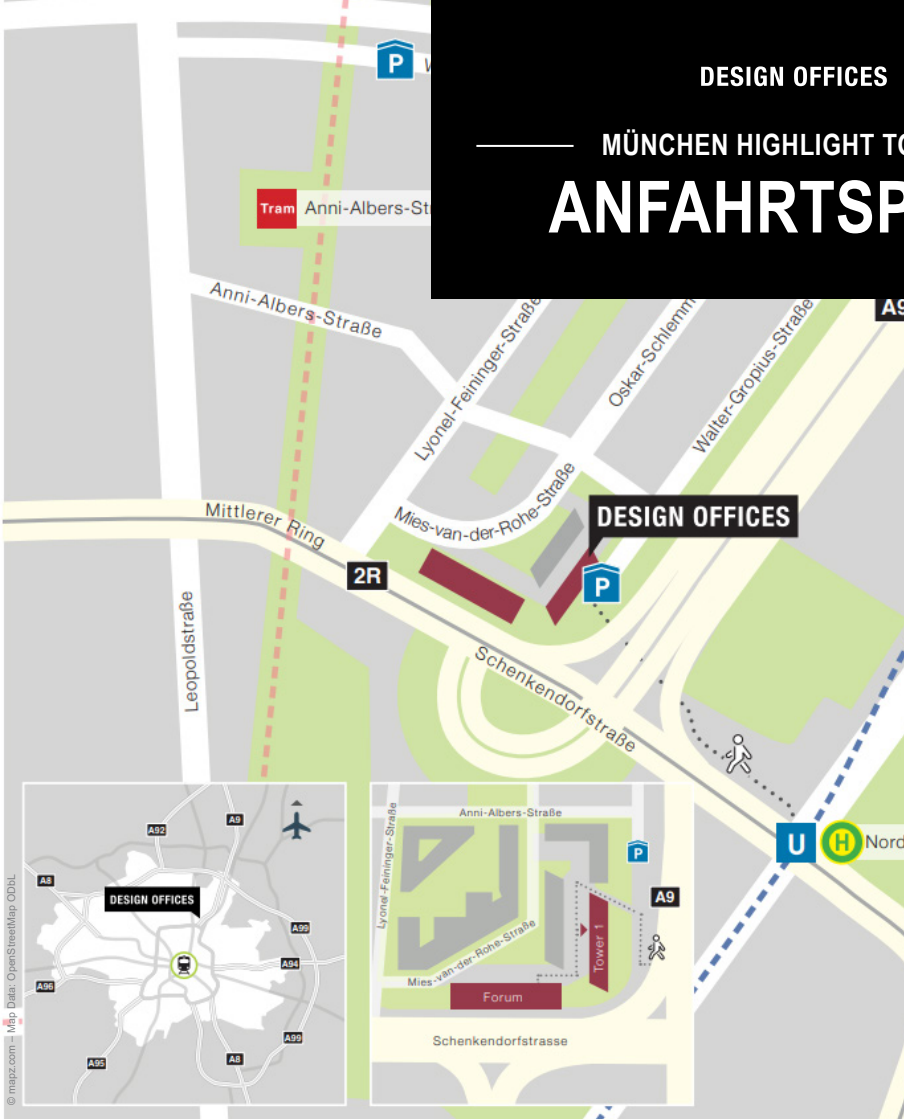 DESIGN OFFICES
MÜNCHEN HIGHLIGHT TO
ANFAHRTSP
P
Tram Anni-Albers-Str
A9
Anni-Albers-Straße
Lyonel-Feininger-Straße
Oskar-Schlemm
Walter-Gropius-Straße
Mies-van-der-Rohe-Straße
DESIGN OFFICES
Mittlerer Ring
2R
P
Leopoldstraße
Schenkendorfstraße
U H Nord
A92
A9
A8
DESIGN OFFICES
A99
A94
A96
A99
A95
A8
Anni-Albers-Straße
Lyonel-Feininger-Straße
P
A9
Mies-van-der-Rohe-Straße
Tower 1
Forum
Schenkendorfstrasse
© mapz.com – Map Data: OpenStreetMap ODbL